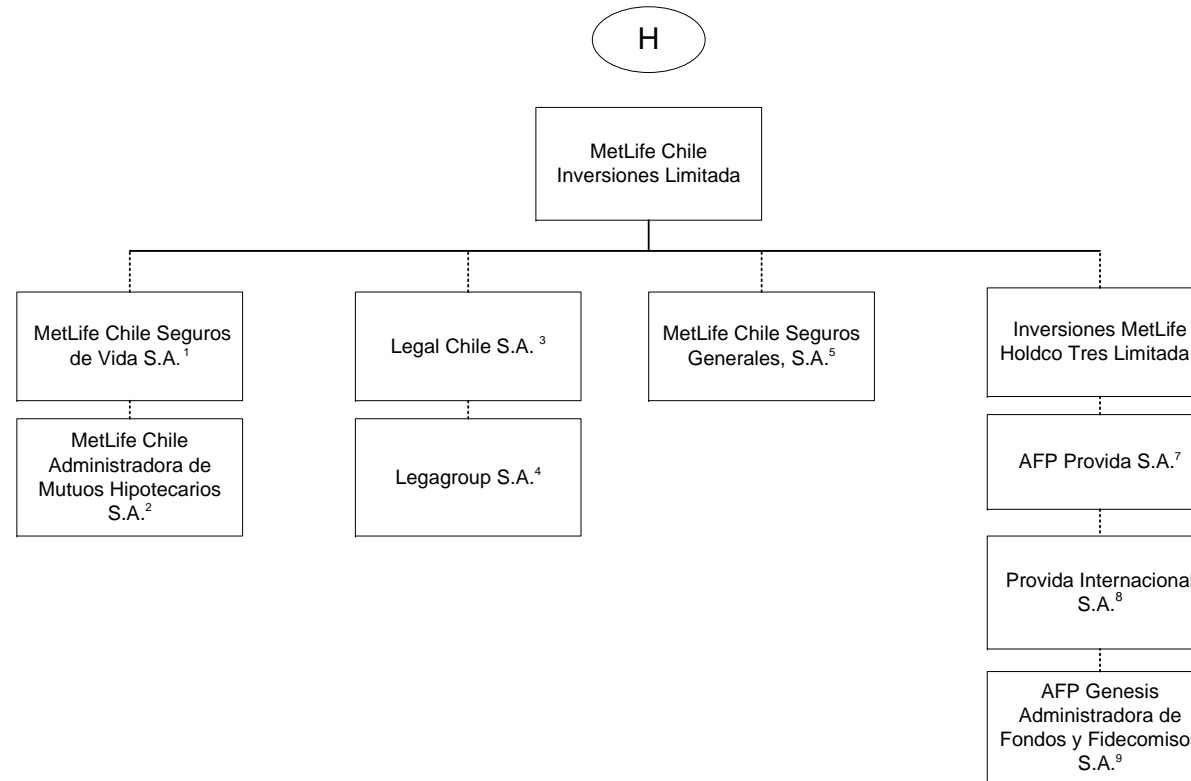 H
MetLife Chile
Inversiones Limitada
MetLife Chile Seguros
de Vida S.A. 1
Legal Chile S.A. 3
MetLife Chile Seguros
Generales, S.A.5
Inversiones MetLife
Holdco Tres Limitada
MetLife Chile
Administradora de
Mutuos Hipotecarios
S.A.2
Legagroup S.A.4
AFP Provida S.A.7
Provida Internacional
S.A.8
AFP Genesis
Administradora de
Fondos y Fidecomisos
S.A.9